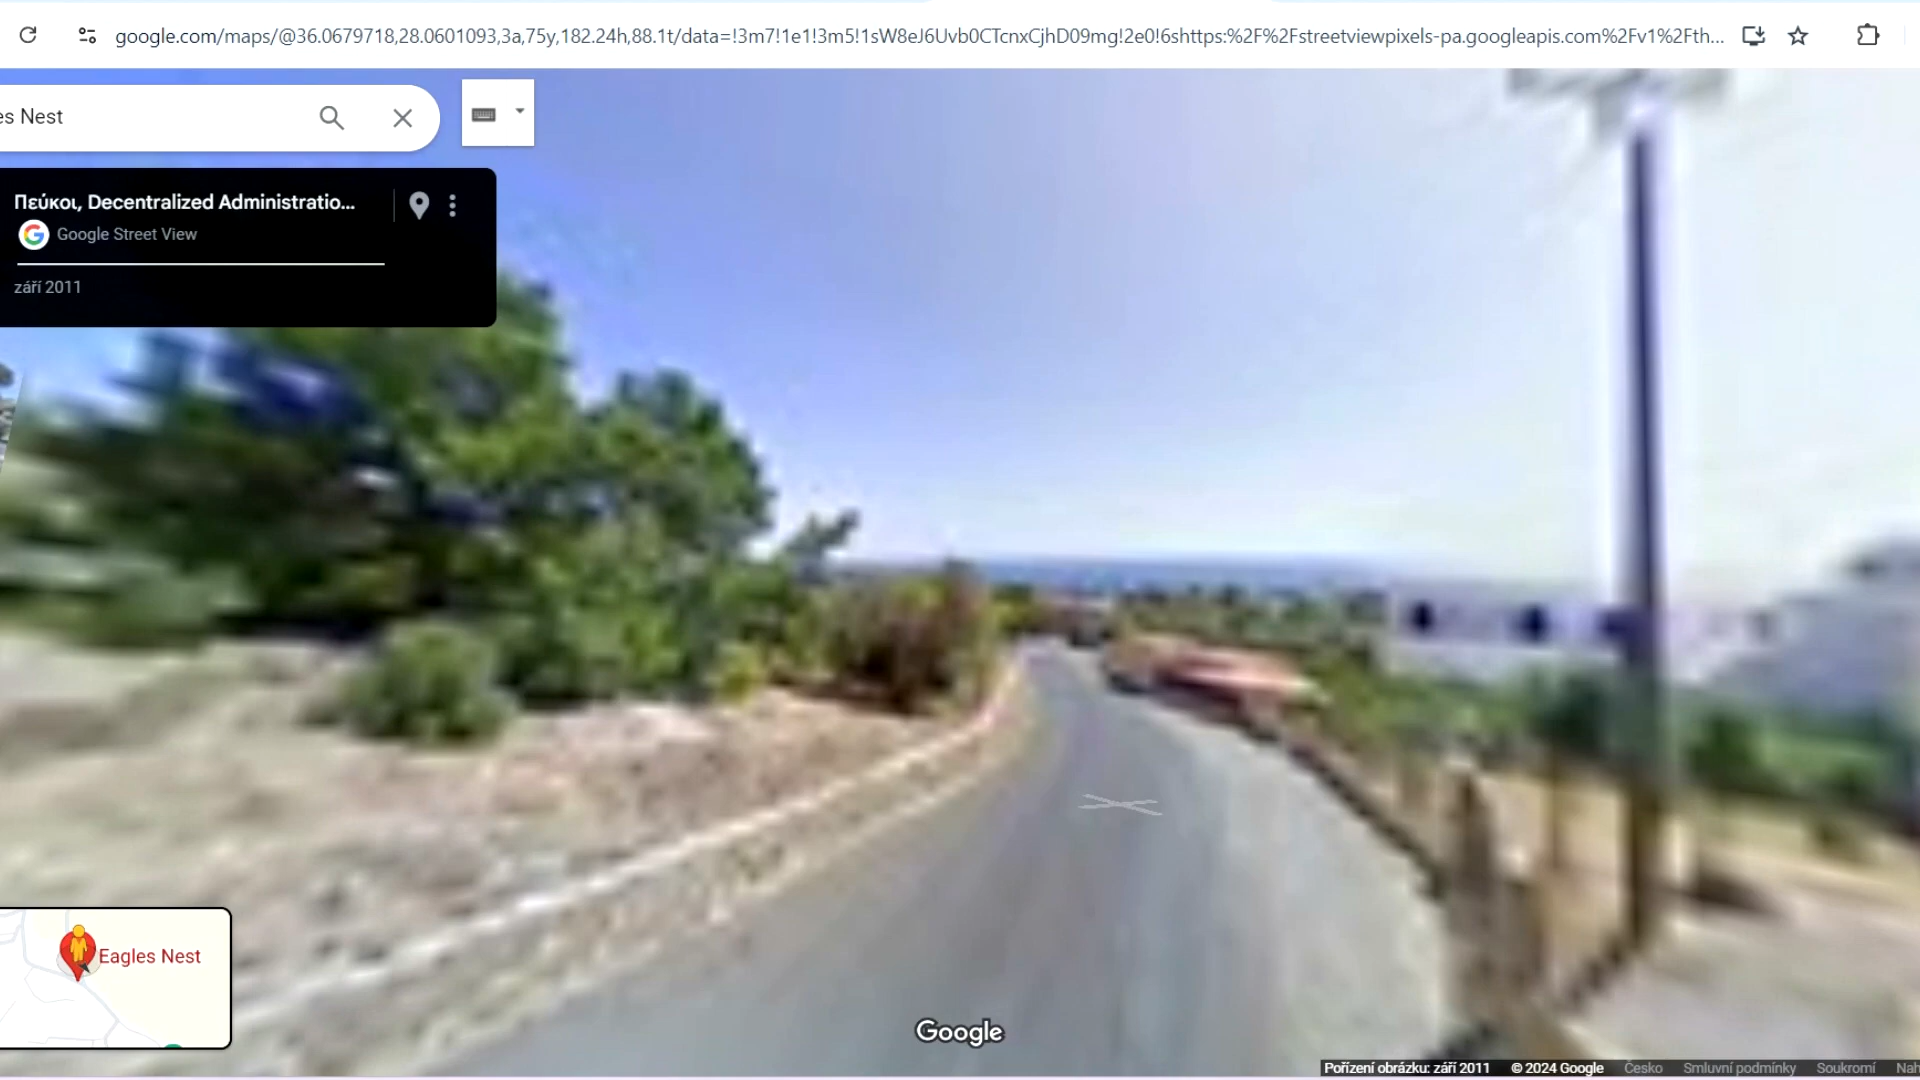 google.com/maps/@36.0679718,28.0601093,3a,75y,182.24h,88.1t/data=!3m7!1e1!3m5!1sW8eJ6Uvb0CTcnxCjhD09mg!2e0!6shttps:%2F%2Fstreetviewpixels-pa.googleapis.com%2Fv1%2Fth...
es Nest
Πεύκοι, Decentralized Administratio...
Google Street View
září 2011
Eagles Nest
Google
Pořízení obrázku: září 2011 © 2024 Google Česko Smluvní podmínky Soukromí Nah